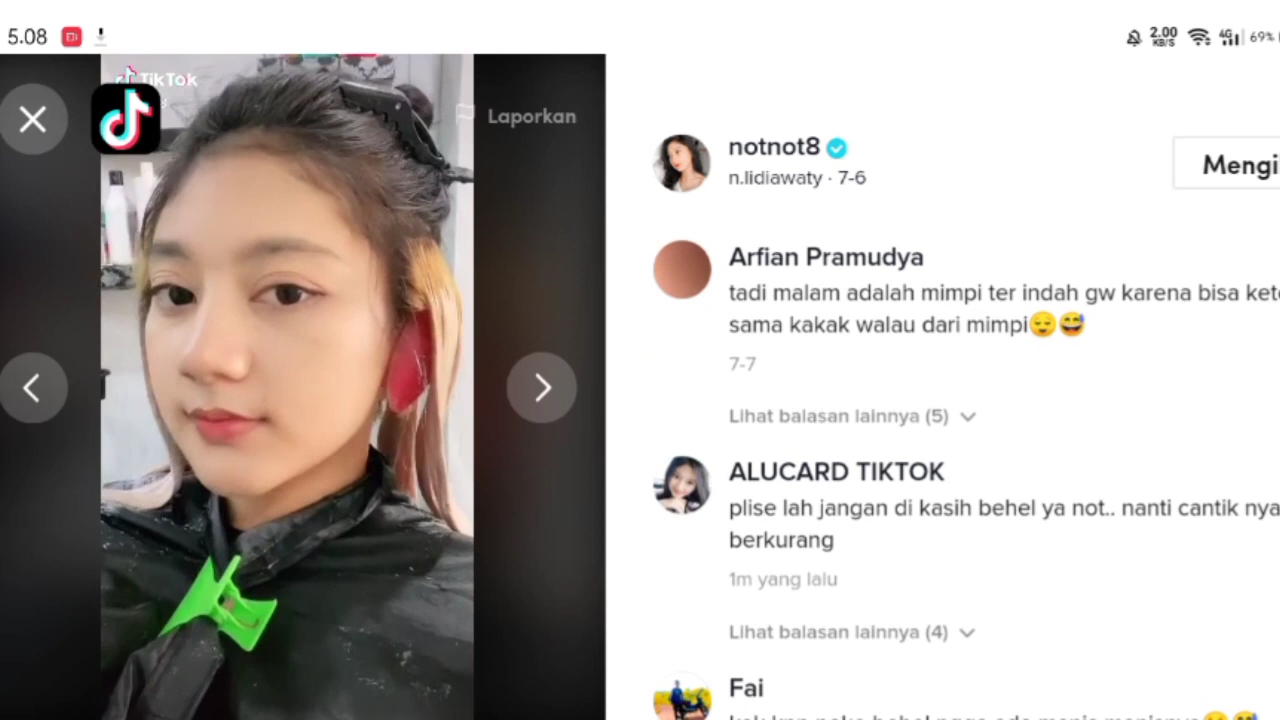 5.08
2.00
KB/S
4G
69%
TikTok
Laporkan
notnot8
n.lidiawaty · 7-6
Mengi
Arfian Pramudya
tadi malam adalah mimpi ter indah gw karena bisa kete
sama kakak walau dari mimpi😌😅
7-7
Lihat balasan lainnya (5)
ALUCARD TIKTOK
plise lah jangan di kasih behel ya not.. nanti cantik nya
berkurang
1m yang lalu
Lihat balasan lainnya (4)
Fai